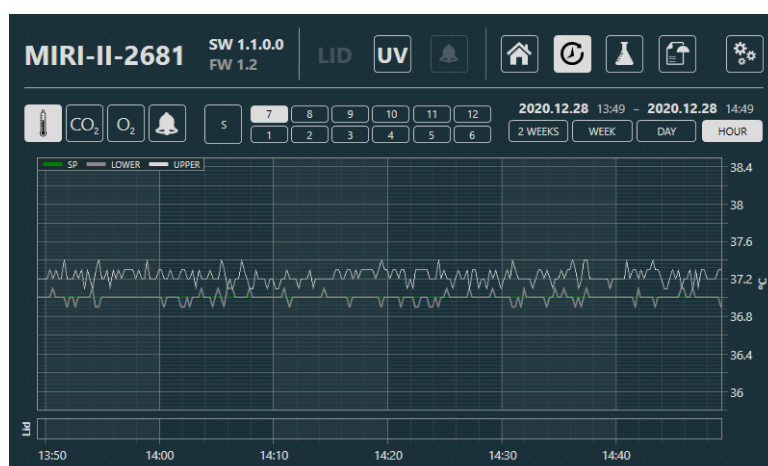 MIRI-II-2681
SW 1.1.0.0
FW 1.2
LID
UV
CO2
O2
S
7 8 9 10 11 12
1 2 3 4 5 6
2020.12.28 13:49 - 2020.12.28 14:49
2 WEEKS WEEK DAY HOUR
SP LOWER UPPER
38.4
38
37.6
37.2
°C
36.8
36.4
36
Lid
13:50 14:00 14:10 14:20 14:30 14:40